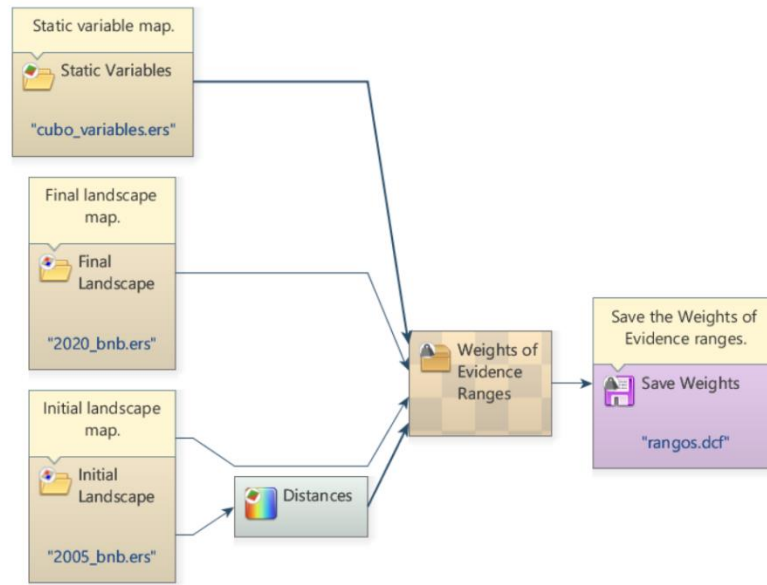 Static variable map.
Static Variables
"cubo_variables.ers"
Final landscape
map.
Final
Landscape
"2020_bnb.ers"
Initial landscape
map.
Initial
Landscape
"2005_bnb.ers"
Distances
Weights of
Evidence
Ranges
Save the Weights of
Evidence ranges.
Save Weights
"rangos.dcf"